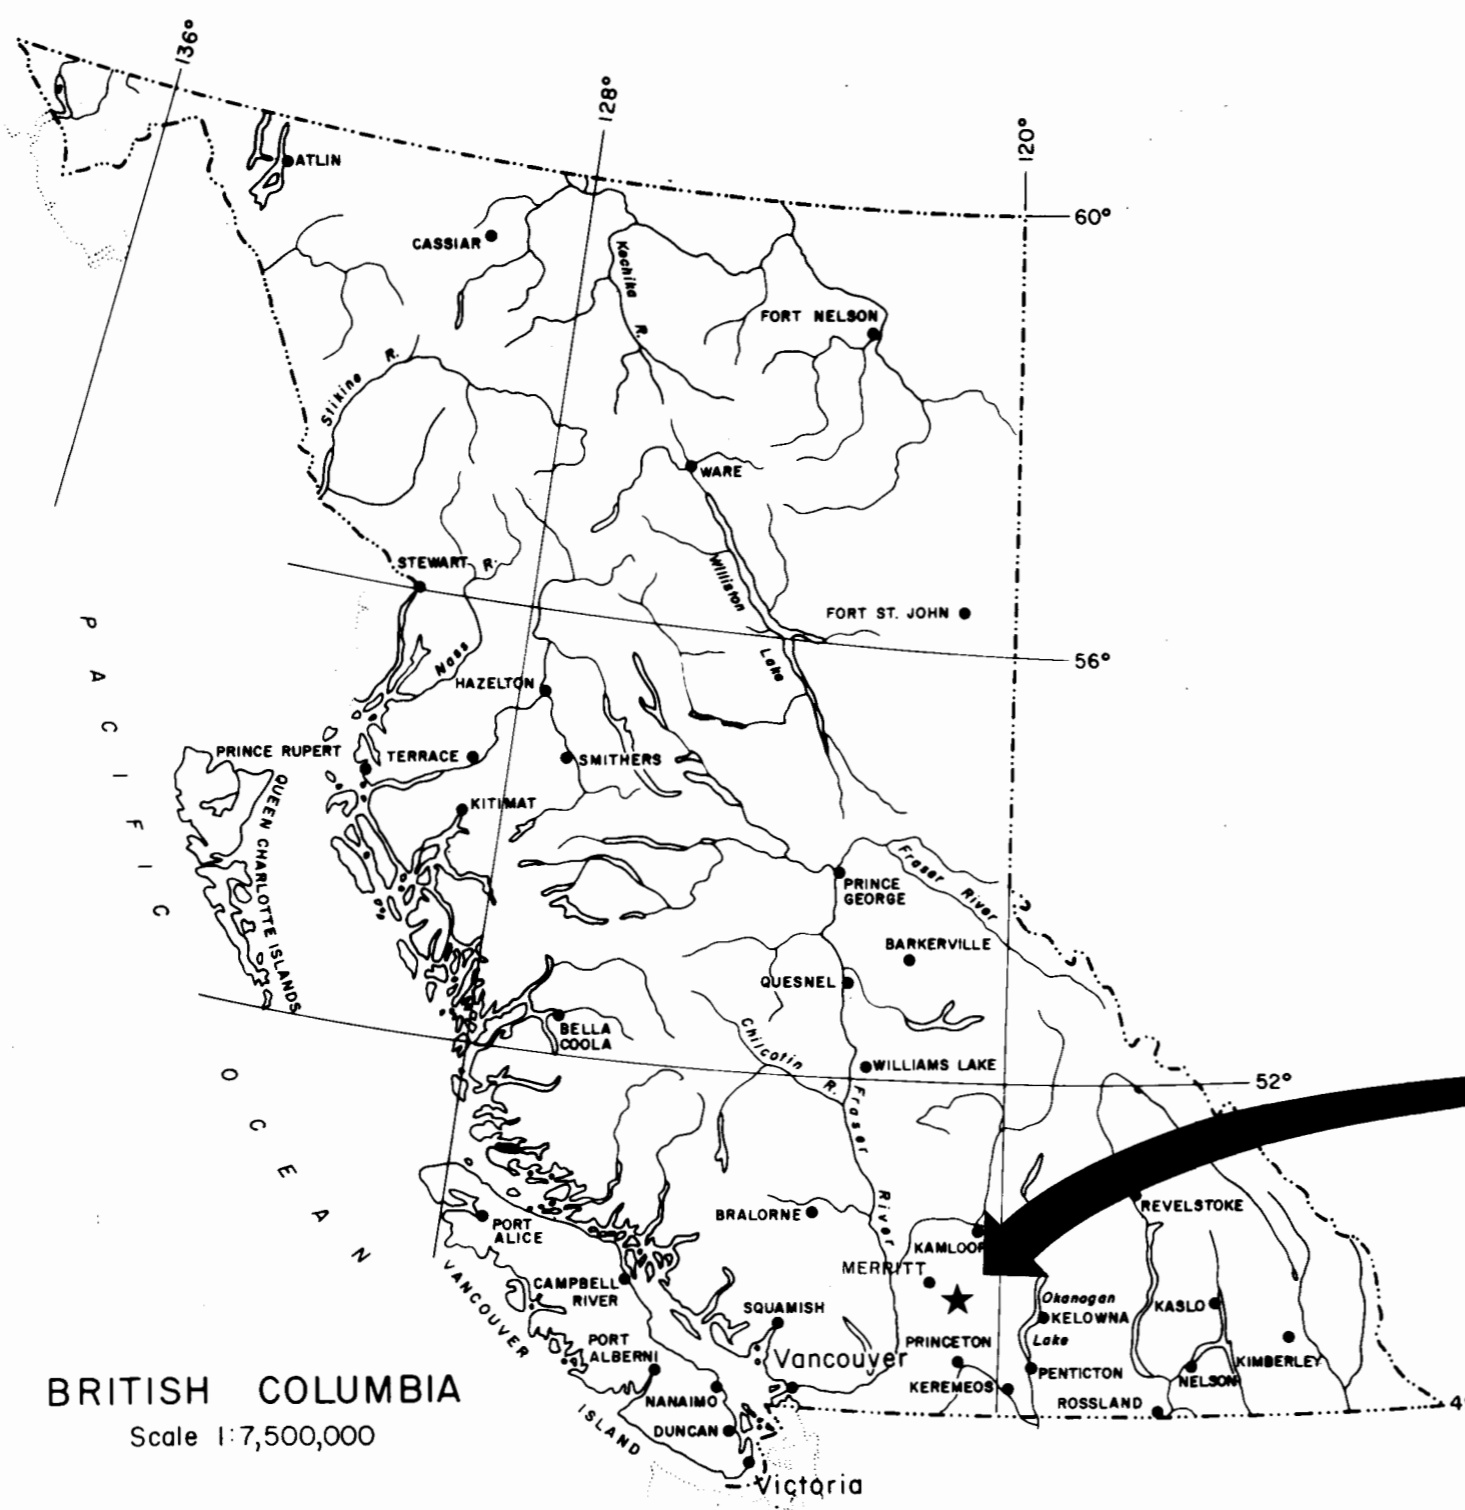 136°
128°
120°
ATLIN
60°
CASSIAR
Kechika R.
FORT NELSON
Stikine R.
WARE
STEWART
R.
Williston
FORT ST. JOHN
PACIFIC
Nass
Lake
56°
HAZELTON
PRINCE RUPERT
TERRACE
SMITHERS
QUEEN CHARLOTTE ISLANDS
KITIMAT
Fraser River
PRINCE
GEORGE
BARKERVILLE
QUESNEL
BELLA
COOLA
Chilcotin R.
WILLIAMS LAKE
52°
OCEAN
Fraser River
REVELSTOKE
PORT
ALICE
BRALORNE
KAMLOOP
MERRITT
VANCOUVER
CAMPBELL
RIVER
Okanogan
KELOWNA
Lake
KASLO
SQUAMISH
PORT
ALBERNI
PRINCETON
KIMBERLEY
Vancouver
PENTICTON
NELSON
KEREMEOS
BRITISH COLUMBIA
NANAIMO
ROSSLAND
ISLAND
DUNCAN
Scale 1:7,500,000
Victoria